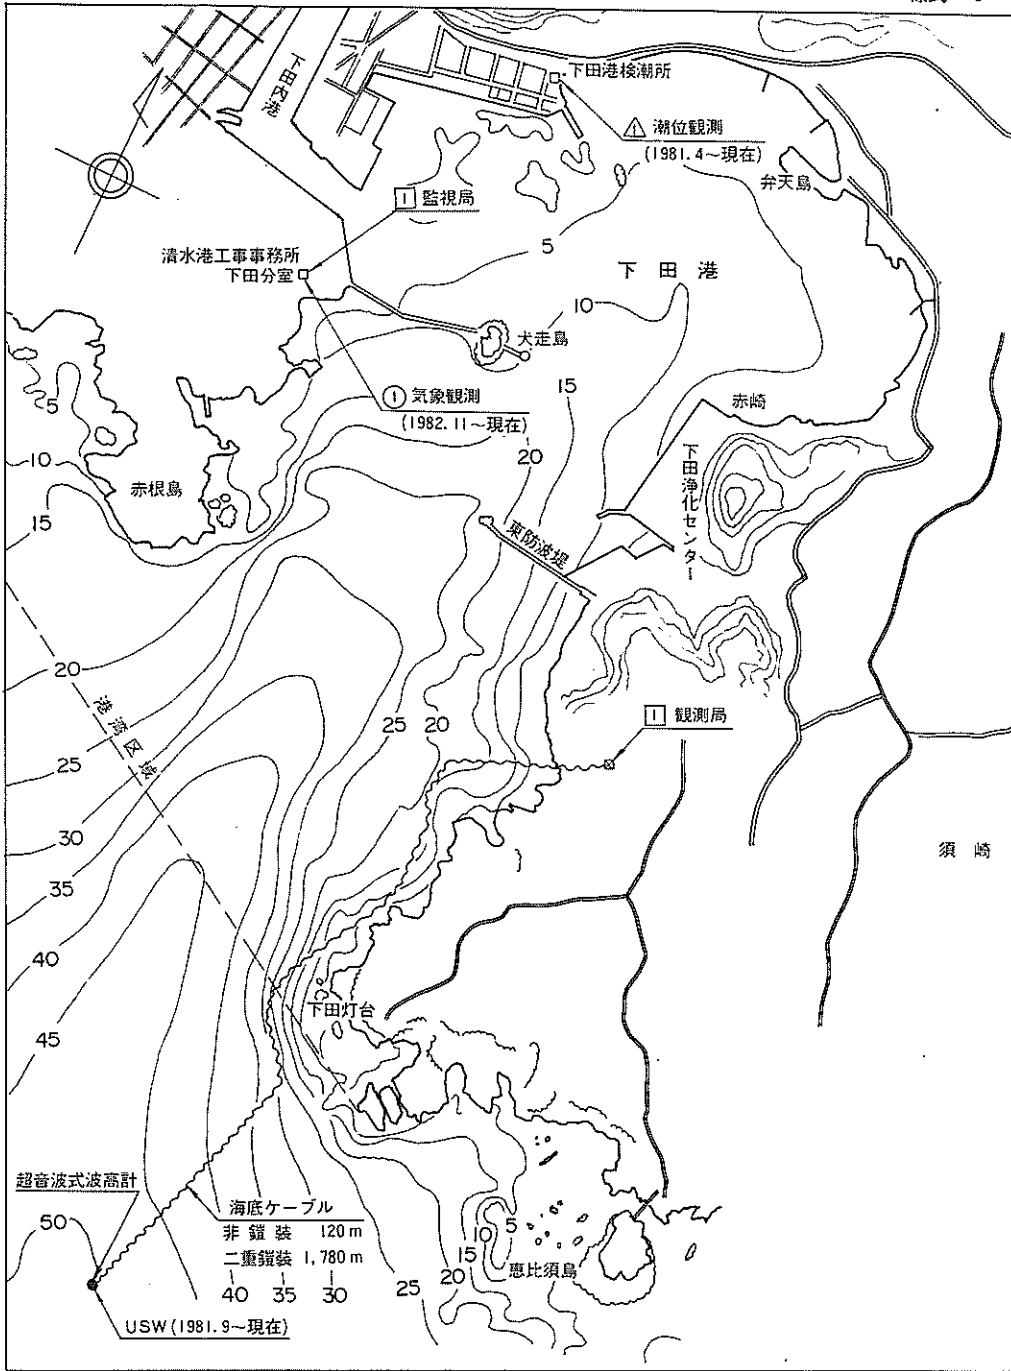 下田内港
下田港検潮所
1 潮位観測
(1981.4～現在)
弁天島
1 監視局
清水港工事事務所
下田分室
5
下田港
10
犬走島
15
1 気象観測
(1982.11～現在)
赤崎
5
20
下田浄化センター
10
赤根島
15
東防波堤
20
港湾区域
25 20
1 観測局
25
30
須崎
35
40
下田灯台
45
超音波式波高計
海底ケーブル
非鎧装 120m
二重鎧装 1,780m
50
40 35 30
25
20
15
10
5
恵比須島
USW(1981.9～現在)